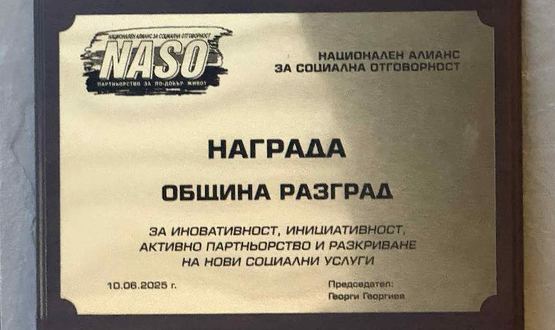 НАЦИОНАЛЕН АЛИАНС ЗА СОЦИАЛНА ОТГОВОРНОСТ
NASO
ПАРТНЬОРСТВО ЗА ПО-ДОБЪР ЖИВОТ
НАЦИОНАЛЕН АЛИАНС
ЗА СОЦИАЛНА ОТГОВОРНОСТ
НАГРАДА
ОБЩИНА РАЗГРАД
ЗА ИНОВАТИВНОСТ, ИНИЦИАТИВНОСТ,
АКТИВНО ПАРТНЬОРСТВО И РАЗКРИВАНЕ
НА НОВИ СОЦИАЛНИ УСЛУГИ
10.06.2025 г.
Председател:
Георги Георгиев